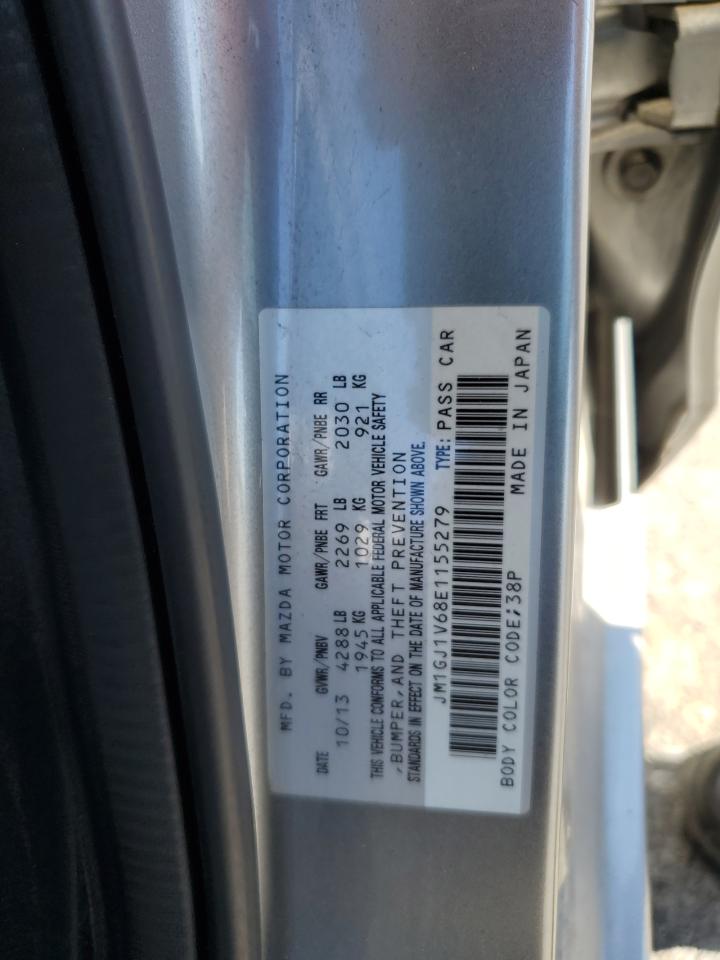 MFD. BY MAZDA MOTOR CORPORATION
DATE GVWR/PNBV GAWR/PNBE FRT GAWR/PNBE RR
10/13 4288 LB 2269 LB 2030 LB
1945 KG 1029 KG 921 KG
THIS VEHICLE CONFORMS TO ALL APPLICABLE FEDERAL MOTOR VEHICLE SAFETY
,BUMPER,AND THEFT PREVENTION
STANDARDS IN EFFECT ON THE DATE OF MANUFACTURE SHOWN ABOVE.
JM1GJ1V68E1155279 TYPE: PASS CAR
BODY COLOR CODE;38P MADE IN JAPAN